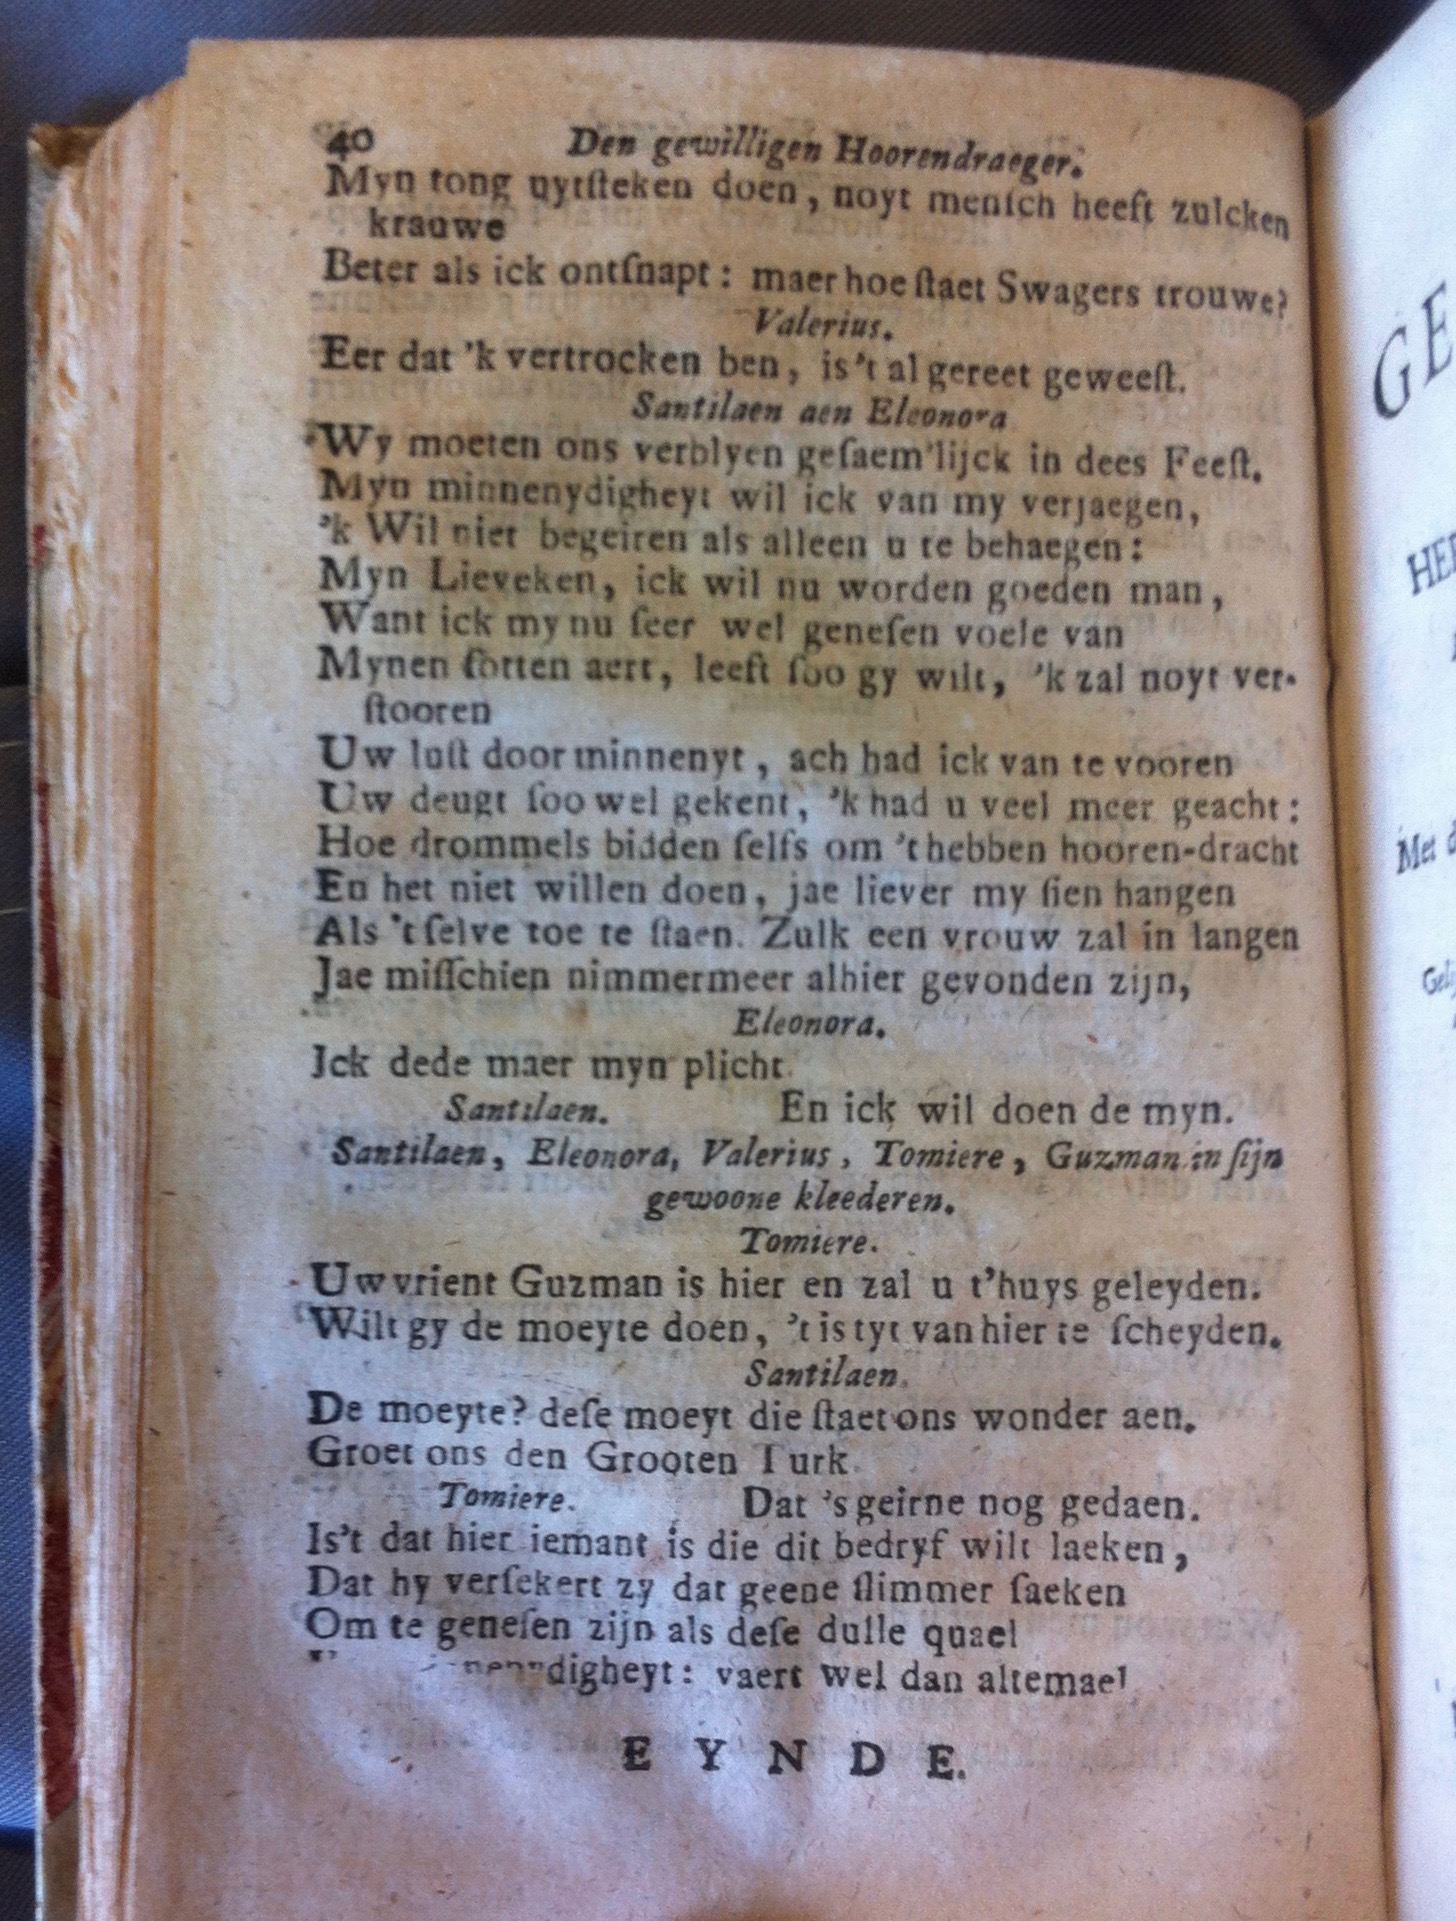 40 Den gewilligen Hoorendraeger.
Myn tong uytſteken doen, noyt menſch heeft zulcken
krauwe
Beter als ick ontſnapt: maer hoe ſtaet Swagers trouwe?
Valerius.
Eer dat 'k vertrocken ben, is 't al gereet geweeſt.
Santilaen aen Eleonora
Wy moeten ons verblyen geſaem'lijck in dees Feeſt.
Myn minnenydigheyt wil ick van my verjaegen,
'k Wil niet begeiren als alleen u te behaegen:
Myn Lieveken, ick wil nu worden goeden man,
Want ick my nu ſeer wel geneſen voele van
Mynen ſotten aert, leeft ſoo gy wilt, 'k zal noyt ver-
ſtooren
Uw luſt door minnenyt, ach had ick van te vooren
Uw deugt ſoo wel gekent, 'k had u veel meer geacht:
Hoe drommels bidden ſelfs om 't hebben hooren-dracht
En het niet willen doen, jae liever my ſien hangen
Als 't ſelve toe te ſtaen. Zulk een vrouw zal in langen
Jae miſſchien nimmermeer alhier gevonden zijn,
Eleonora.
Ick dede maer myn plicht.
Santilaen. En ick wil doen de myn.
Santilaen, Eleonora, Valerius, Tomiere, Guzman in ſijn
gewoone kleederen.
Tomiere.
Uw vrient Guzman is hier en zal u t'huys geleyden.
Wilt gy de moeyte doen, 't is tyt van hier te ſcheyden.
Santilaen.
De moeyte? deſe moeyt die ſtaet ons wonder aen.
Groet ons den Grooten Turk.
Tomiere. Dat 's geirne nog gedaen.
Is't dat hier iemant is die dit bedryf wilt laeken,
Dat hy verſekert zy dat geene ſlimmer ſaeken
Om te geneſen zijn als deſe dulle quael
vaert wel dan altemael
EYNDE.
GE
HE
Met d